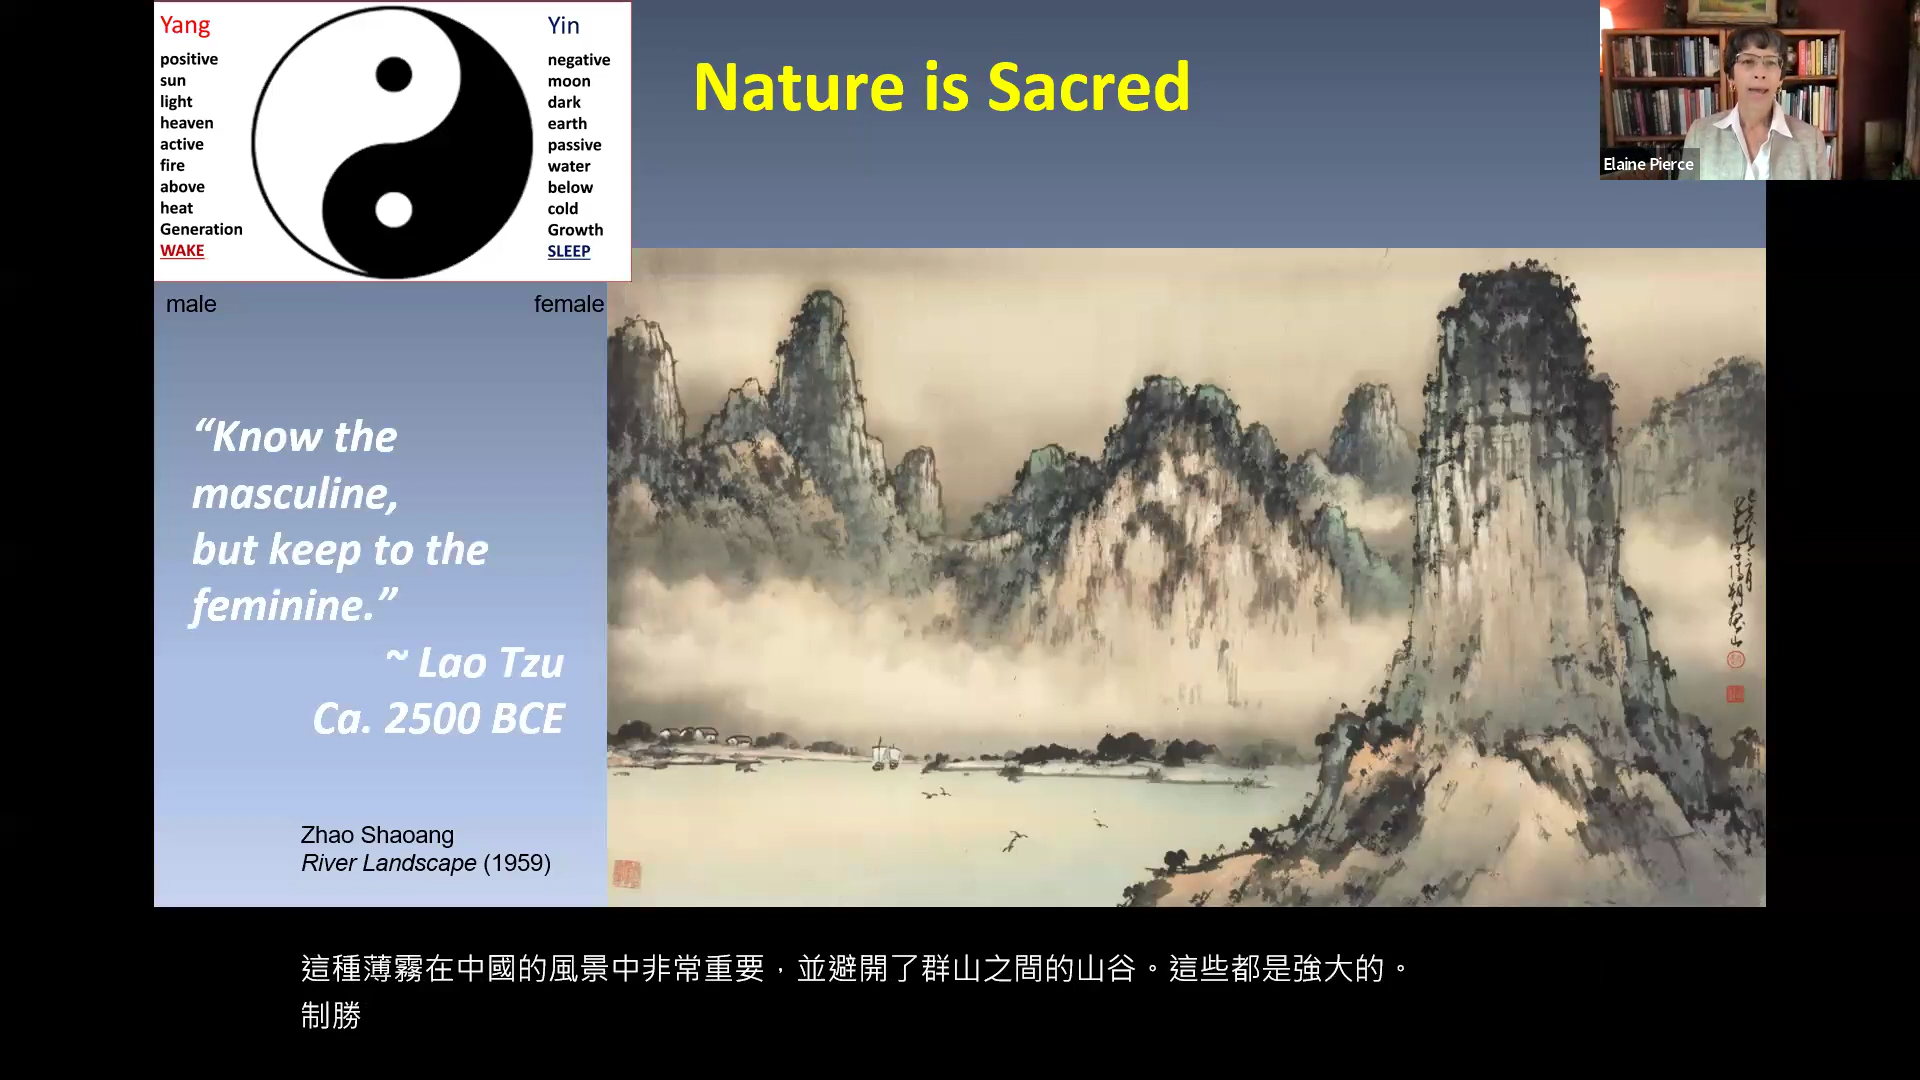 Yang
positive
sun
light
heaven
active
fire
above
heat
Generation
WAKE
Yin
negative
moon
dark
earth
passive
water
below
cold
Growth
SLEEP
male
female
Nature is Sacred
Elaine Pierce
“Know the
masculine,
but keep to the
feminine.”
~ Lao Tzu
Ca. 2500 BCE
Zhao Shaoang
River Landscape (1959)
這種薄霧在中國的風景中非常重要，並避開了群山之間的山谷。這些都是強大的。
制勝